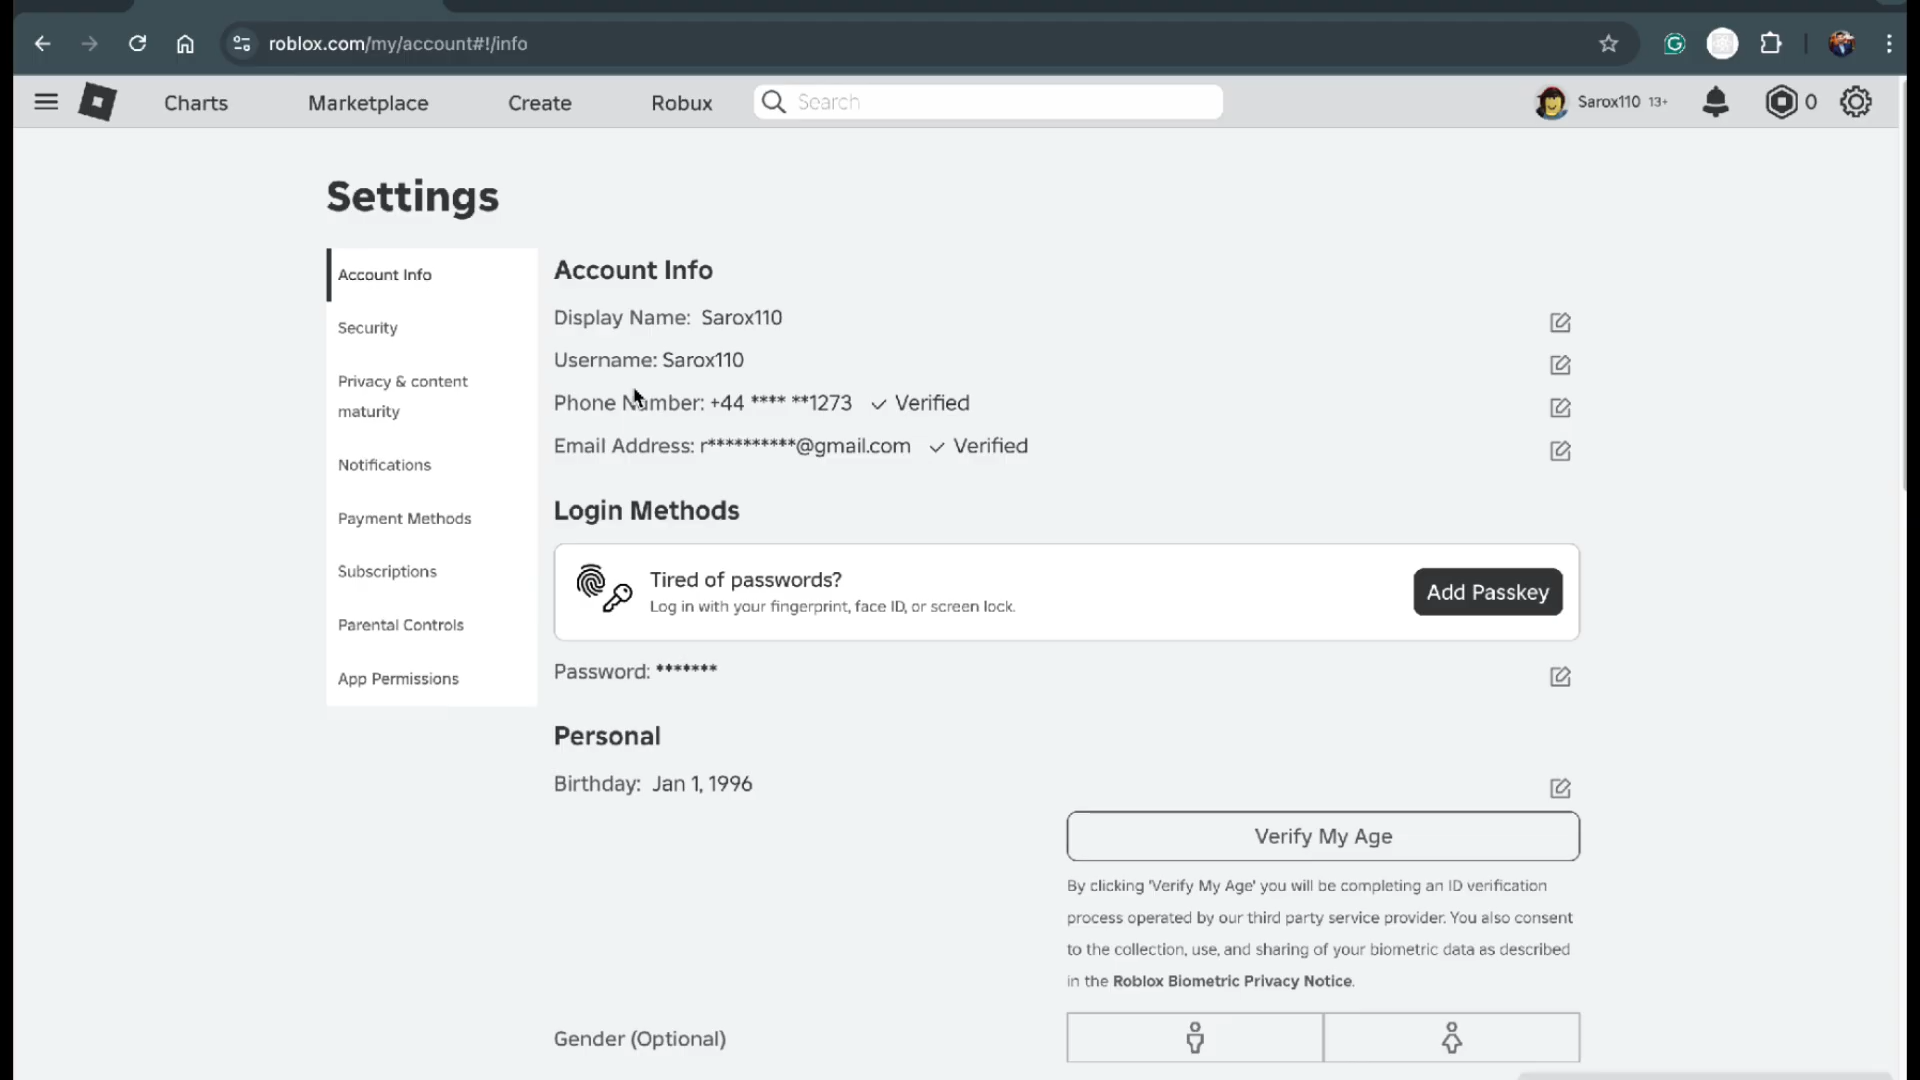 roblox.com/my/account#!/info
Charts
Marketplace
Create
Robux
Search
Sarox110 13+
0
Settings
Account Info
Security
Privacy & content
maturity
Notifications
Payment Methods
Subscriptions
Parental Controls
App Permissions
Account Info
Display Name: Sarox110
Username: Sarox110
Phone Number: +44 **** **1273 ✓ Verified
Email Address: r**********@gmail.com ✓ Verified
Login Methods
Tired of passwords?
Log in with your fingerprint, face ID, or screen lock.
Add Passkey
Password: *******
Personal
Birthday: Jan 1, 1996
Verify My Age
By clicking 'Verify My Age' you will be completing an ID verification
process operated by our third party service provider. You also consent
to the collection, use, and sharing of your biometric data as described
in the Roblox Biometric Privacy Notice.
Gender (Optional)